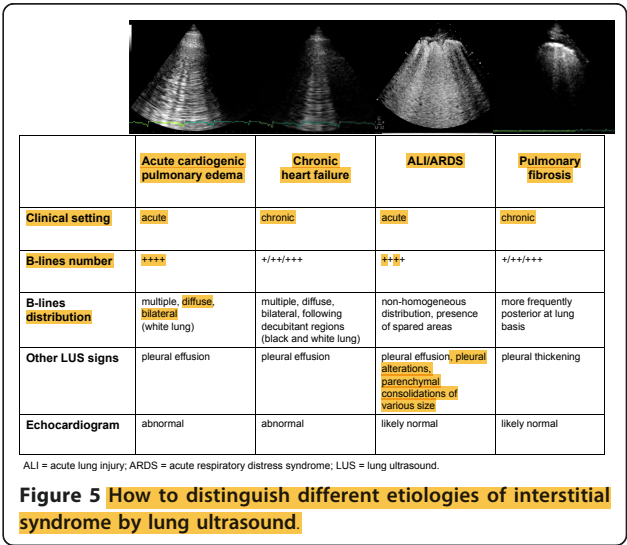 Acute cardiogenic
pulmonary edema
Chronic
heart failure
ALI/ARDS
Pulmonary
fibrosis
Clinical setting
acute
chronic
acute
chronic
B-lines number
++++
+/++/+++
++++
+/++/+++
B-lines
distribution
multiple, diffuse,
bilateral
(white lung)
multiple, diffuse,
bilateral, following
decubitant regions
(black and white lung)
non-homogeneous
distribution, presence
of spared areas
more frequently
posterior at lung
basis
Other LUS signs
pleural effusion
pleural effusion
pleural effusion, pleural
alterations,
parenchymal
consolidations of
various size
pleural thickening
Echocardiogram
abnormal
abnormal
likely normal
likely normal
ALI = acute lung injury; ARDS = acute respiratory distress syndrome; LUS = lung ultrasound.
Figure 5 How to distinguish different etiologies of interstitial
syndrome by lung ultrasound.